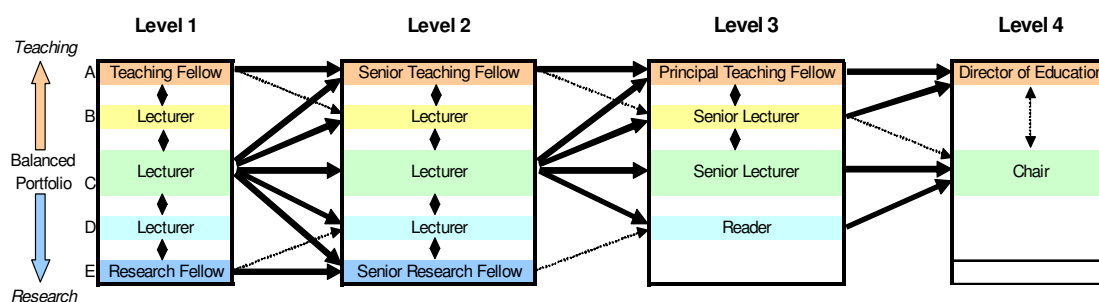 Level 1
Level 2
Level 3
Level 4
Teaching
A
Teaching Fellow
Senior Teaching Fellow
Principal Teaching Fellow
Director of Education
B
Lecturer
Lecturer
Senior Lecturer
Balanced
Portfolio
C
Lecturer
Lecturer
Senior Lecturer
Chair
D
Lecturer
Lecturer
Reader
E
Research Fellow
Senior Research Fellow
Research